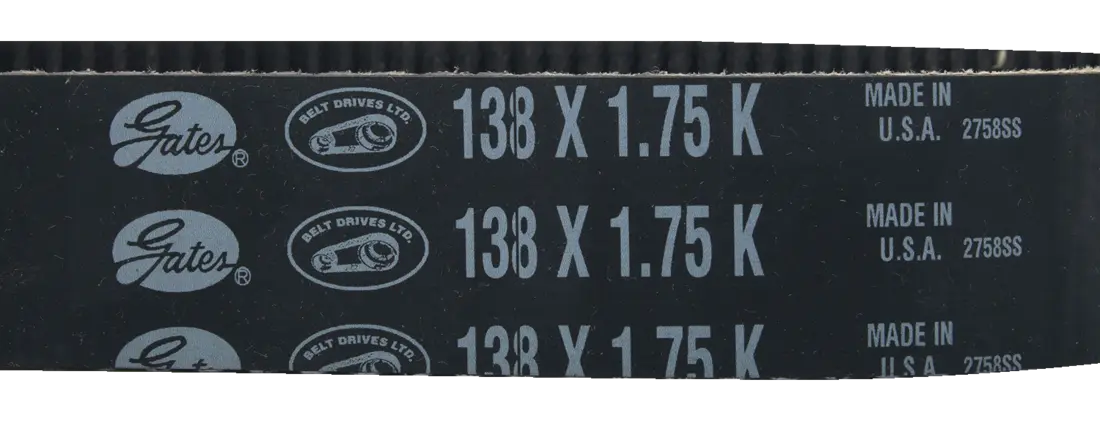 Gates®
BELT DRIVES LTD.
138 X 1.75 K
MADE IN
U.S.A. 2758SS
Gates®
BELT DRIVES LTD.
138 X 1.75 K
MADE IN
U.S.A. 2758SS
BELT DRIVES LTD.
138 X 1.75 K
MADE IN
U.S.A. 2758SS